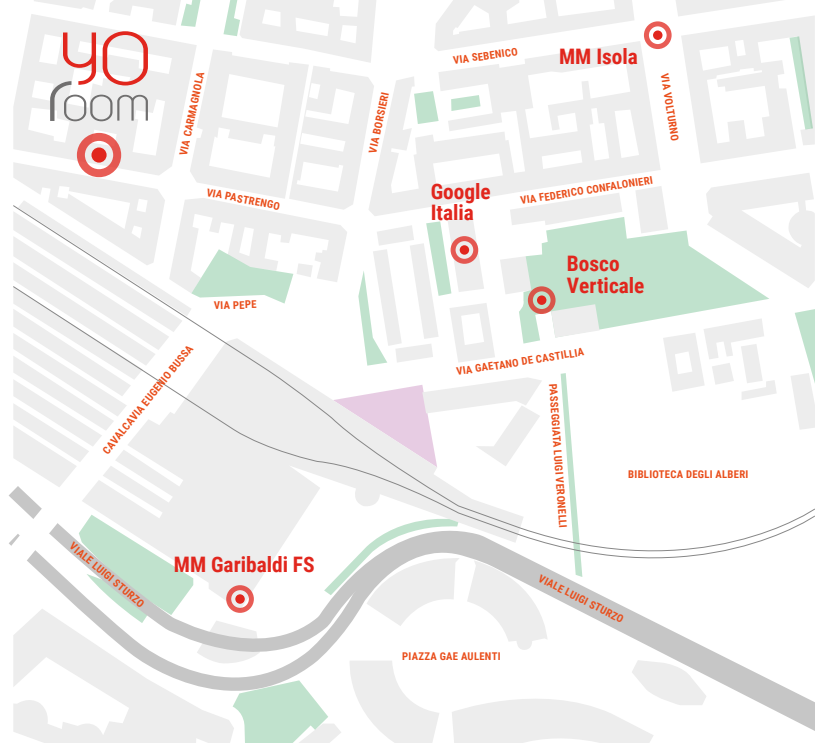 yo
room
VIA CARMAGNOLA
VIA BORSIERI
VIA SEBENICO
MM Isola
VIA VOLTURNO
VIA PASTRENGO
Google
Italia
VIA FEDERICO CONFALONIERI
Bosco
Verticale
VIA PEPE
CAVALCAVIA EUGENIO BUSSA
VIA GAETANO DE CASTILLIA
PASSEGGIATA LUIGI VERONELLI
BIBLIOTECA DEGLI ALBERI
VIALE LUIGI STURZO
MM Garibaldi FS
VIALE LUIGI STURZO
PIAZZA GAE AULENTI